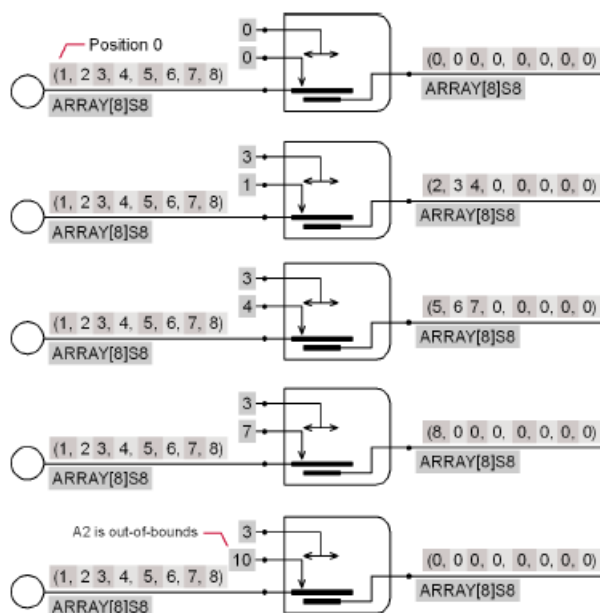 Position 0
0
0
(1, 2 3, 4, 5, 6, 7, 8)
ARRAY[8]S8
(0, 0 0, 0, 0, 0, 0, 0)
ARRAY[8]S8
3
1
(1, 2 3, 4, 5, 6, 7, 8)
ARRAY[8]S8
(2, 3 4, 0, 0, 0, 0, 0)
ARRAY[8]S8
3
4
(1, 2 3, 4, 5, 6, 7, 8)
ARRAY[8]S8
(5, 6 7, 0, 0, 0, 0, 0)
ARRAY[8]S8
3
7
(1, 2 3, 4, 5, 6, 7, 8)
ARRAY[8]S8
(8, 0 0, 0, 0, 0, 0, 0)
ARRAY[8]S8
A2 is out-of-bounds
3
10
(1, 2 3, 4, 5, 6, 7, 8)
ARRAY[8]S8
(0, 0 0, 0, 0, 0, 0, 0)
ARRAY[8]S8